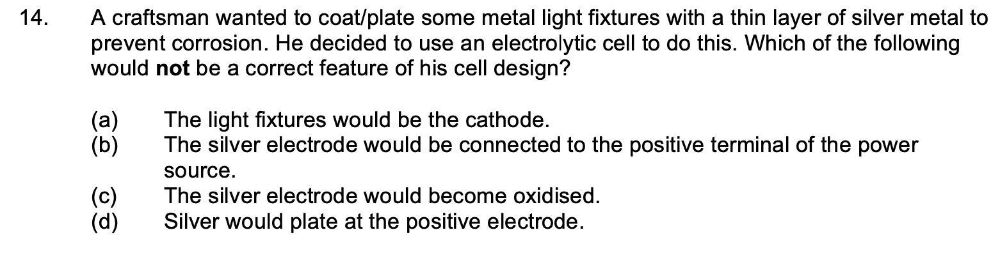 14. A craftsman wanted to coat/plate some metal light fixtures with a thin layer of silver metal to
prevent corrosion. He decided to use an electrolytic cell to do this. Which of the following
would not be a correct feature of his cell design?
(a) The light fixtures would be the cathode.
(b) The silver electrode would be connected to the positive terminal of the power
source.
(c) The silver electrode would become oxidised.
(d) Silver would plate at the positive electrode.